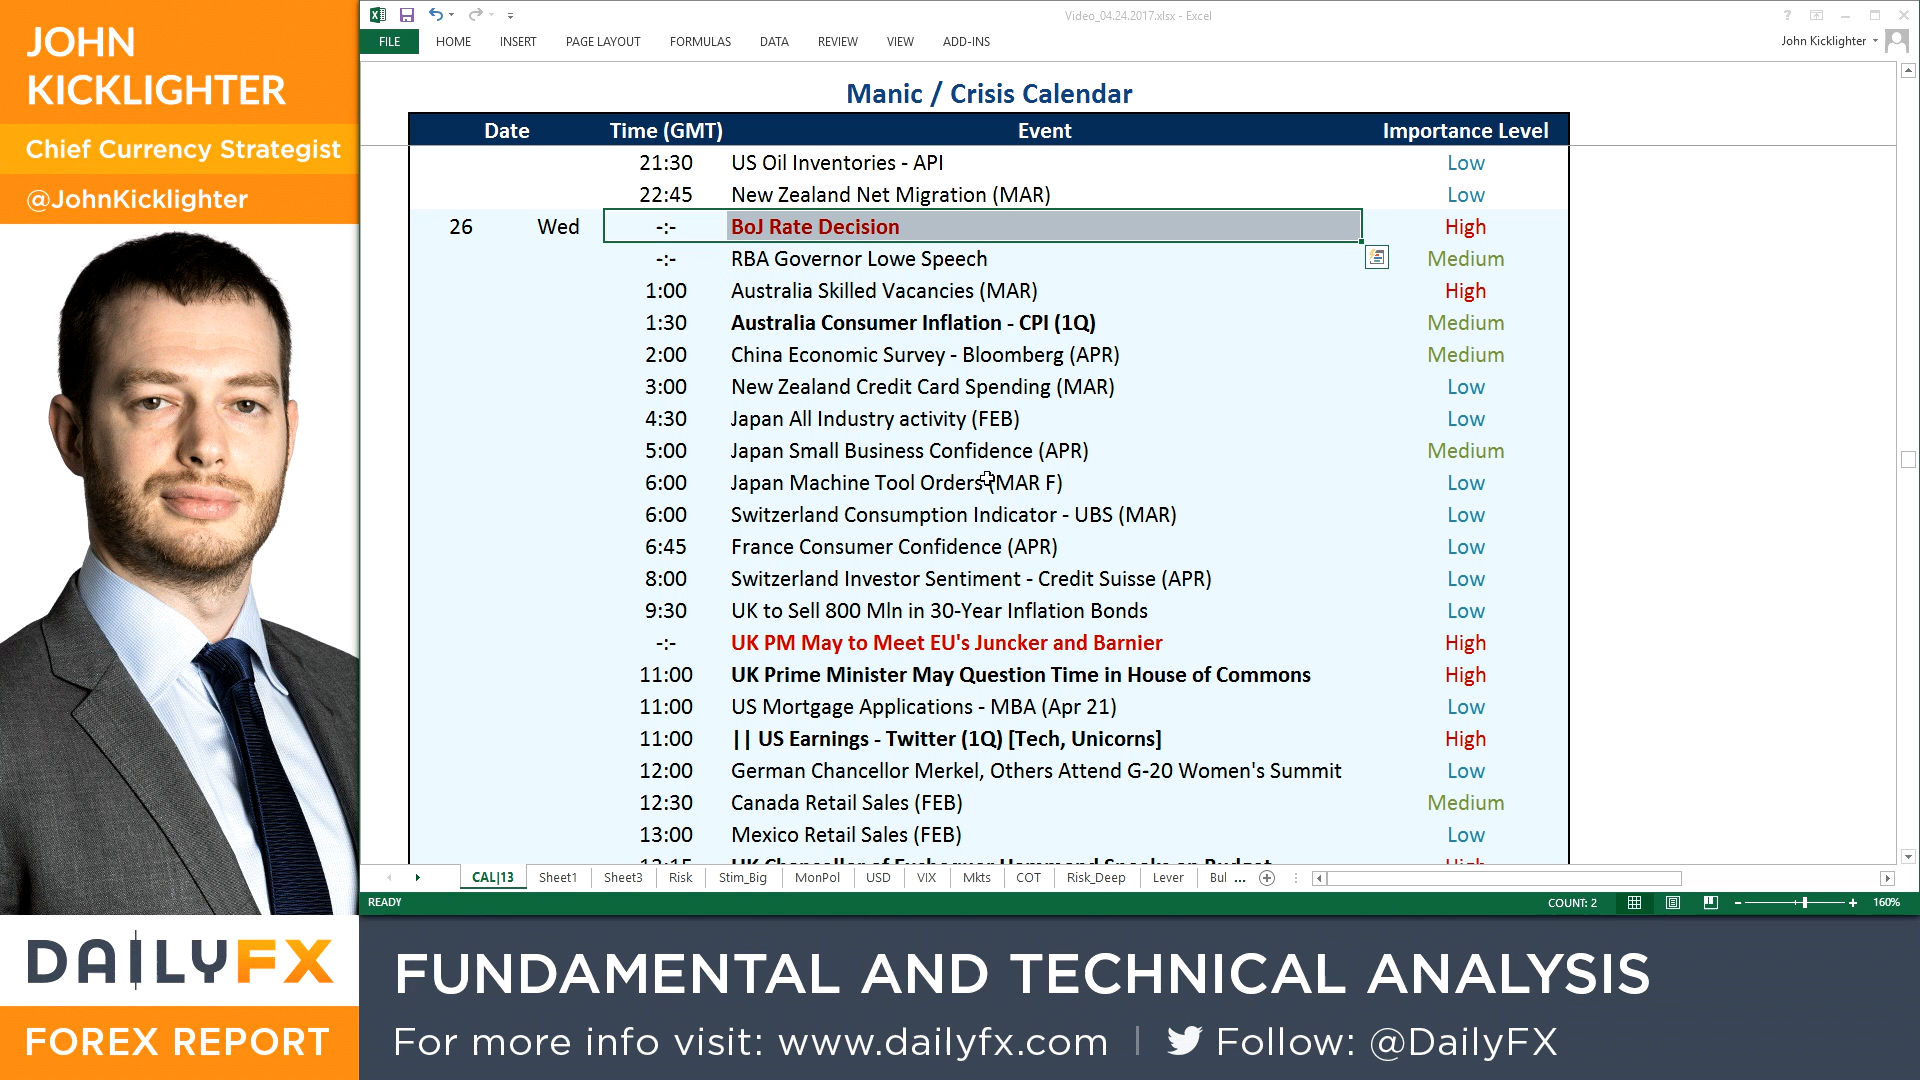 JOHN
KICKLIGHTER
Chief Currency Strategist
@JohnKicklighter
Video_04.24.2017.xlsx - Excel
?
FILE HOME INSERT PAGE LAYOUT FORMULAS DATA REVIEW VIEW ADD-INS
John Kicklighter
Manic / Crisis Calendar
Date Time (GMT) Event Importance Level
21:30 US Oil Inventories - API Low
22:45 New Zealand Net Migration (MAR) Low
26 Wed -:- BoJ Rate Decision High
-:- RBA Governor Lowe Speech Medium
1:00 Australia Skilled Vacancies (MAR) High
1:30 Australia Consumer Inflation - CPI (1Q) Medium
2:00 China Economic Survey - Bloomberg (APR) Medium
3:00 New Zealand Credit Card Spending (MAR) Low
4:30 Japan All Industry activity (FEB) Low
5:00 Japan Small Business Confidence (APR) Medium
6:00 Japan Machine Tool Orders (MAR F) Low
6:00 Switzerland Consumption Indicator - UBS (MAR) Low
6:45 France Consumer Confidence (APR) Low
8:00 Switzerland Investor Sentiment - Credit Suisse (APR) Low
9:30 UK to Sell 800 Mln in 30-Year Inflation Bonds Low
-:- UK PM May to Meet EU's Juncker and Barnier High
11:00 UK Prime Minister May Question Time in House of Commons High
11:00 US Mortgage Applications - MBA (Apr 21) Low
11:00 || US Earnings - Twitter (1Q) [Tech, Unicorns] High
12:00 German Chancellor Merkel, Others Attend G-20 Women's Summit Low
12:30 Canada Retail Sales (FEB) Medium
13:00 Mexico Retail Sales (FEB) Low
UK Chancellor of Exchequer Hammond Speaks on Budget High
CAL|13 Sheet1 Sheet3 Risk Stim_Big MonPol USD VIX Mkts COT Risk_Deep Lever Bul ...
READY COUNT: 2 160%
DAILYFX
FOREX REPORT
FUNDAMENTAL AND TECHNICAL ANALYSIS
For more info visit: www.dailyfx.com | Follow: @DailyFX